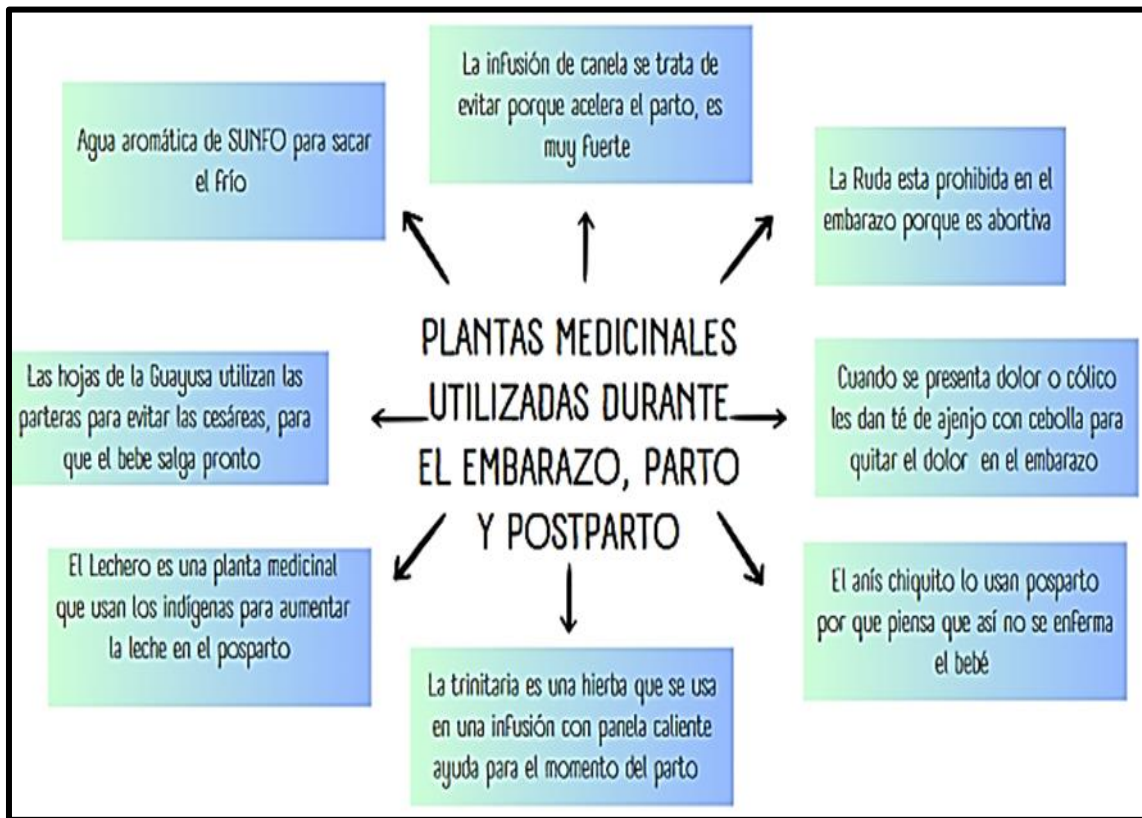 La infusión de canela se trata de
evitar porque acelera el parto, es
muy fuerte
Agua aromática de SUNFO para sacar
el frío
La Ruda esta prohibida en el
embarazo porque es abortiva
PLANTAS MEDICINALES
UTILIZADAS DURANTE
EL EMBARAZO, PARTO
Y POSTPARTO
Las hojas de la Guayusa utilizan las
parteras para evitar las cesáreas, para
que el bebe salga pronto
Cuando se presenta dolor o cólico
les dan té de ajenjo con cebolla para
quitar el dolor en el embarazo
El Lechero es una planta medicinal
que usan los indígenas para aumentar
la leche en el posparto
El anís chiquito lo usan posparto
por que piensa que así no se enferma
el bebé
La trinitaria es una hierba que se usa
en una infusión con panela caliente
ayuda para el momento del parto